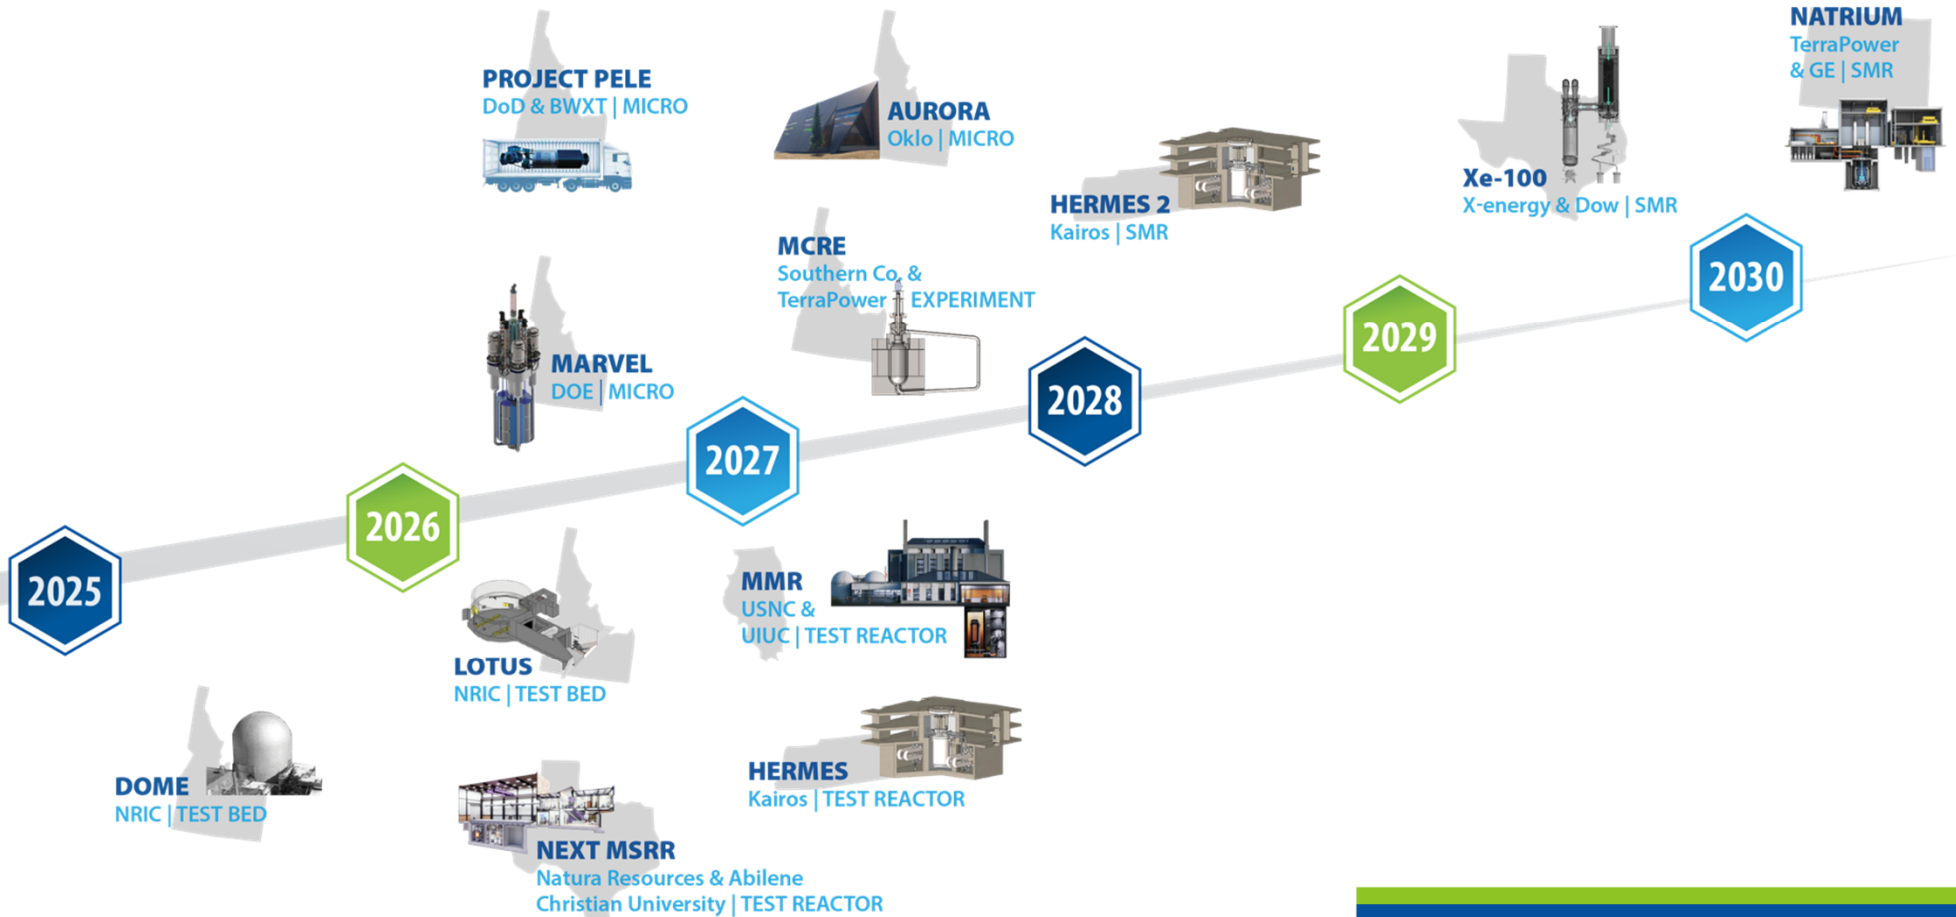 PROJECT PELE
DoD & BWXT | MICRO
AURORA
Oklo | MICRO
HERMES 2
Kairos | SMR
Xe-100
X-energy & Dow | SMR
NATRIUM
TerraPower
& GE | SMR
MCRE
Southern Co. &
TerraPower | EXPERIMENT
MARVEL
DOE | MICRO
2025
2026
2027
2028
2029
2030
DOME
NRIC | TEST BED
LOTUS
NRIC | TEST BED
NEXT MSRR
Natura Resources & Abilene
Christian University | TEST REACTOR
MMR
USNC &
UIUC | TEST REACTOR
HERMES
Kairos | TEST REACTOR